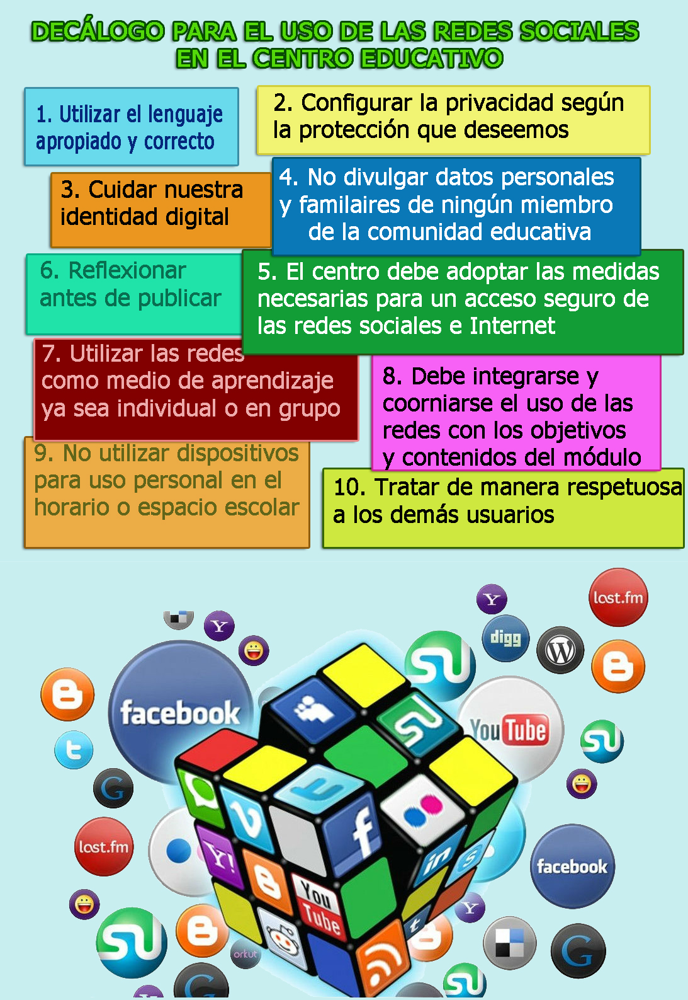 DECÁLOGO PARA EL USO DE LAS REDES SOCIALES
EN EL CENTRO EDUCATIVO
1. Utilizar el lenguaje
apropiado y correcto
2. Configurar la privacidad según
la protección que deseemos
3. Cuidar nuestra
identidad digital
4. No divulgar datos personales
y familaires de ningún miembro
de la comunidad educativa
6. Reflexionar
antes de publicar
5. El centro debe adoptar las medidas
necesarias para un acceso seguro de
las redes sociales e Internet
7. Utilizar las redes
como medio de aprendizaje
ya sea individual o en grupo
8. Debe integrarse y
coorniarse el uso de las
redes con los objetivos
y contenidos del módulo
9. No utilizar dispositivos
para uso personal en el
horario o espacio escolar
10. Tratar de manera respetuosa
a los demás usuarios
Y
last.fm
Y
digg
W
B
SU
facebook
B
SU
You Tube
t
SU
G
f
last.fm
Y!
in
S
facebook
B
You
Tube
Y
t
SU
B
B
orkut
G
G
SU
Y